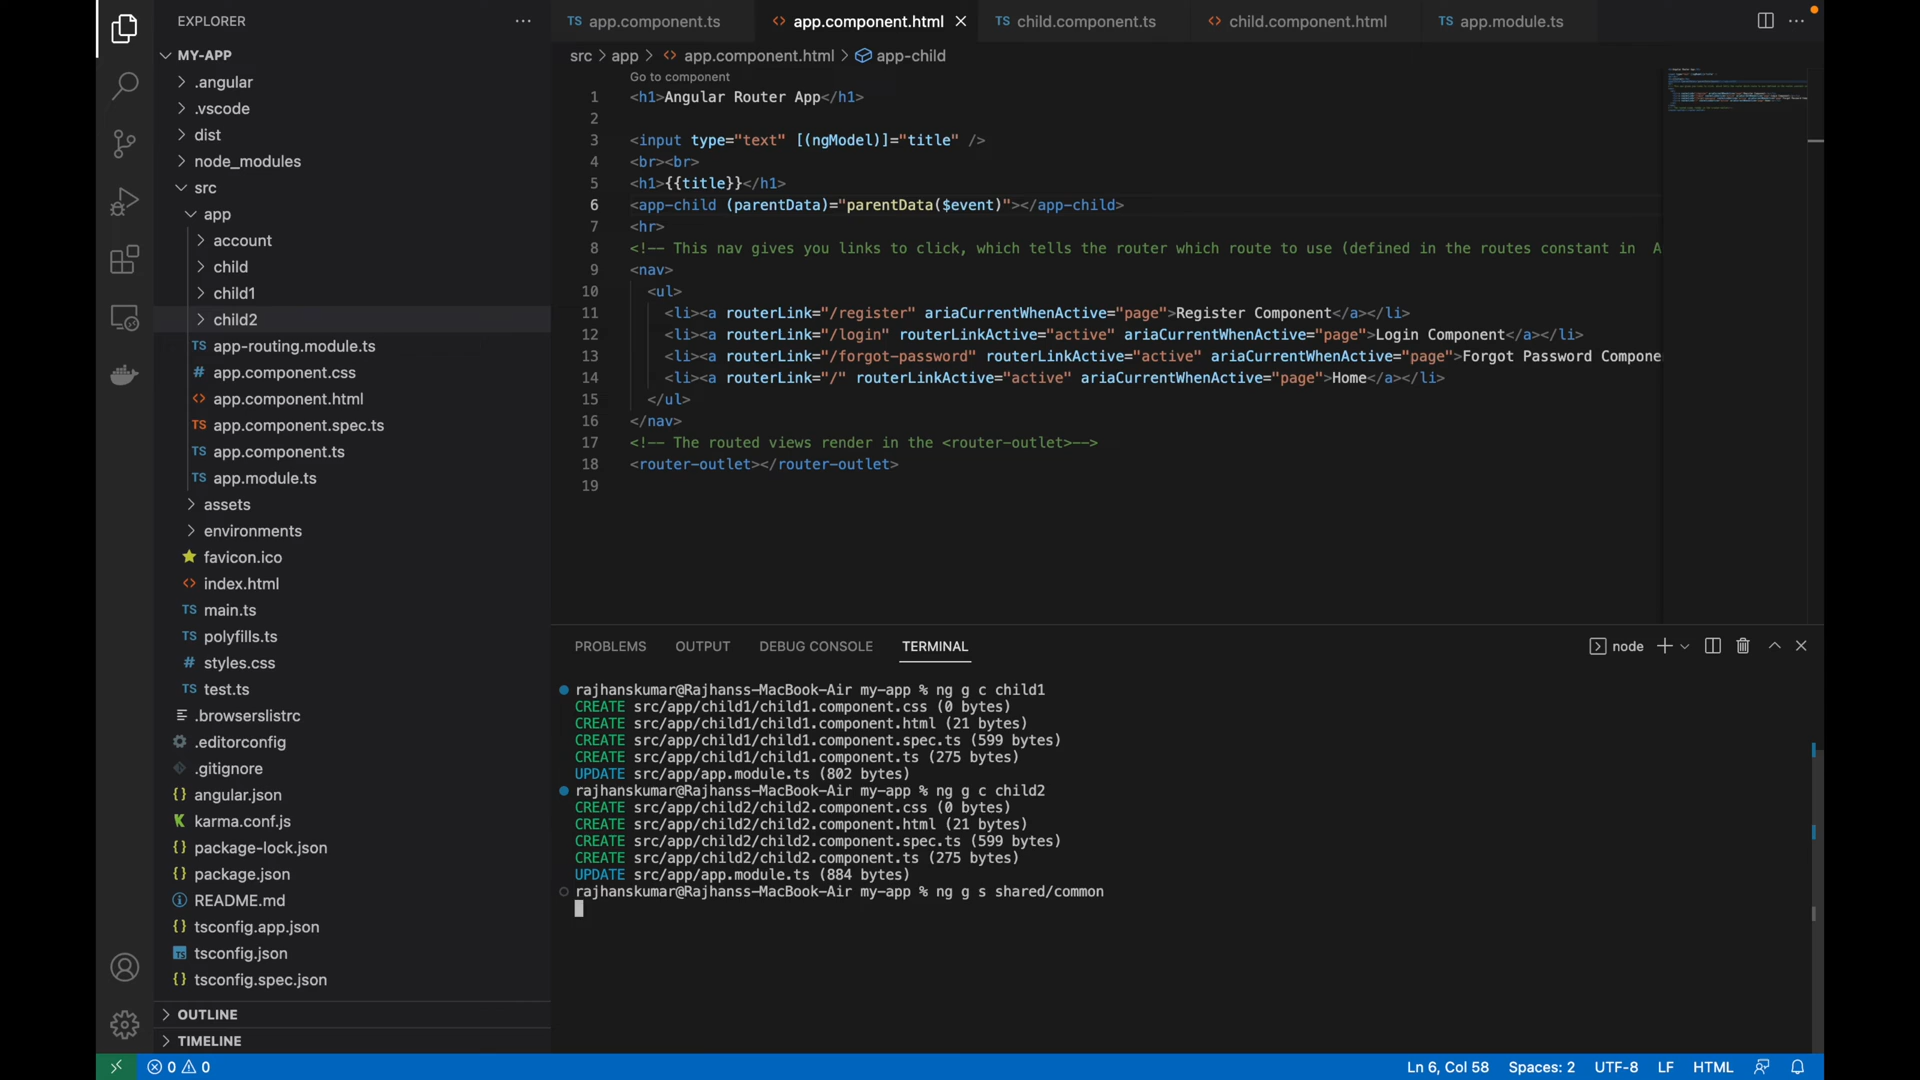 EXPLORER
MY-APP
.angular
.vscode
dist
node_modules
src
app
account
child
child1
child2
TS app-routing.module.ts
# app.component.css
<> app.component.html
TS app.component.spec.ts
TS app.component.ts
TS app.module.ts
assets
environments
favicon.ico
<> index.html
TS main.ts
TS polyfills.ts
# styles.css
TS test.ts
.browserslistrc
.editorconfig
.gitignore
{} angular.json
karma.conf.js
{} package-lock.json
{} package.json
README.md
{} tsconfig.app.json
TS tsconfig.json
{} tsconfig.spec.json
OUTLINE
TIMELINE
TS app.component.ts
<> app.component.html
TS child.component.ts
<> child.component.html
TS app.module.ts
src > app > <> app.component.html > app-child
Go to component
1 <h1>Angular Router App</h1>
2
3 <input type="text" [(ngModel)]="title" />
4 <br><br>
5 <h1>{{title}}</h1>
6 <app-child (parentData)="parentData($event)"></app-child>
7 <hr>
8 <!-- This nav gives you links to click, which tells the router which route to use (defined in the routes constant in  A
9 <nav>
10 <ul>
11 <li><a routerLink="/register" ariaCurrentWhenActive="page">Register Component</a></li>
12 <li><a routerLink="/login" routerLinkActive="active" ariaCurrentWhenActive="page">Login Component</a></li>
13 <li><a routerLink="/forgot-password" routerLinkActive="active" ariaCurrentWhenActive="page">Forgot Password Compone
14 <li><a routerLink="/" routerLinkActive="active" ariaCurrentWhenActive="page">Home</a></li>
15 </ul>
16 </nav>
17 <!-- The routed views render in the <router-outlet>-->
18 <router-outlet></router-outlet>
19
PROBLEMS OUTPUT DEBUG CONSOLE TERMINAL node
rajhanskumar@Rajhanss-MacBook-Air my-app % ng g c child1
CREATE src/app/child1/child1.component.css (0 bytes)
CREATE src/app/child1/child1.component.html (21 bytes)
CREATE src/app/child1/child1.component.spec.ts (599 bytes)
CREATE src/app/child1/child1.component.ts (275 bytes)
UPDATE src/app/app.module.ts (802 bytes)
rajhanskumar@Rajhanss-MacBook-Air my-app % ng g c child2
CREATE src/app/child2/child2.component.css (0 bytes)
CREATE src/app/child2/child2.component.html (21 bytes)
CREATE src/app/child2/child2.component.spec.ts (599 bytes)
CREATE src/app/child2/child2.component.ts (275 bytes)
UPDATE src/app/app.module.ts (884 bytes)
rajhanskumar@Rajhanss-MacBook-Air my-app % ng g s shared/common
0 0 Ln 6, Col 58 Spaces: 2 UTF-8 LF HTML